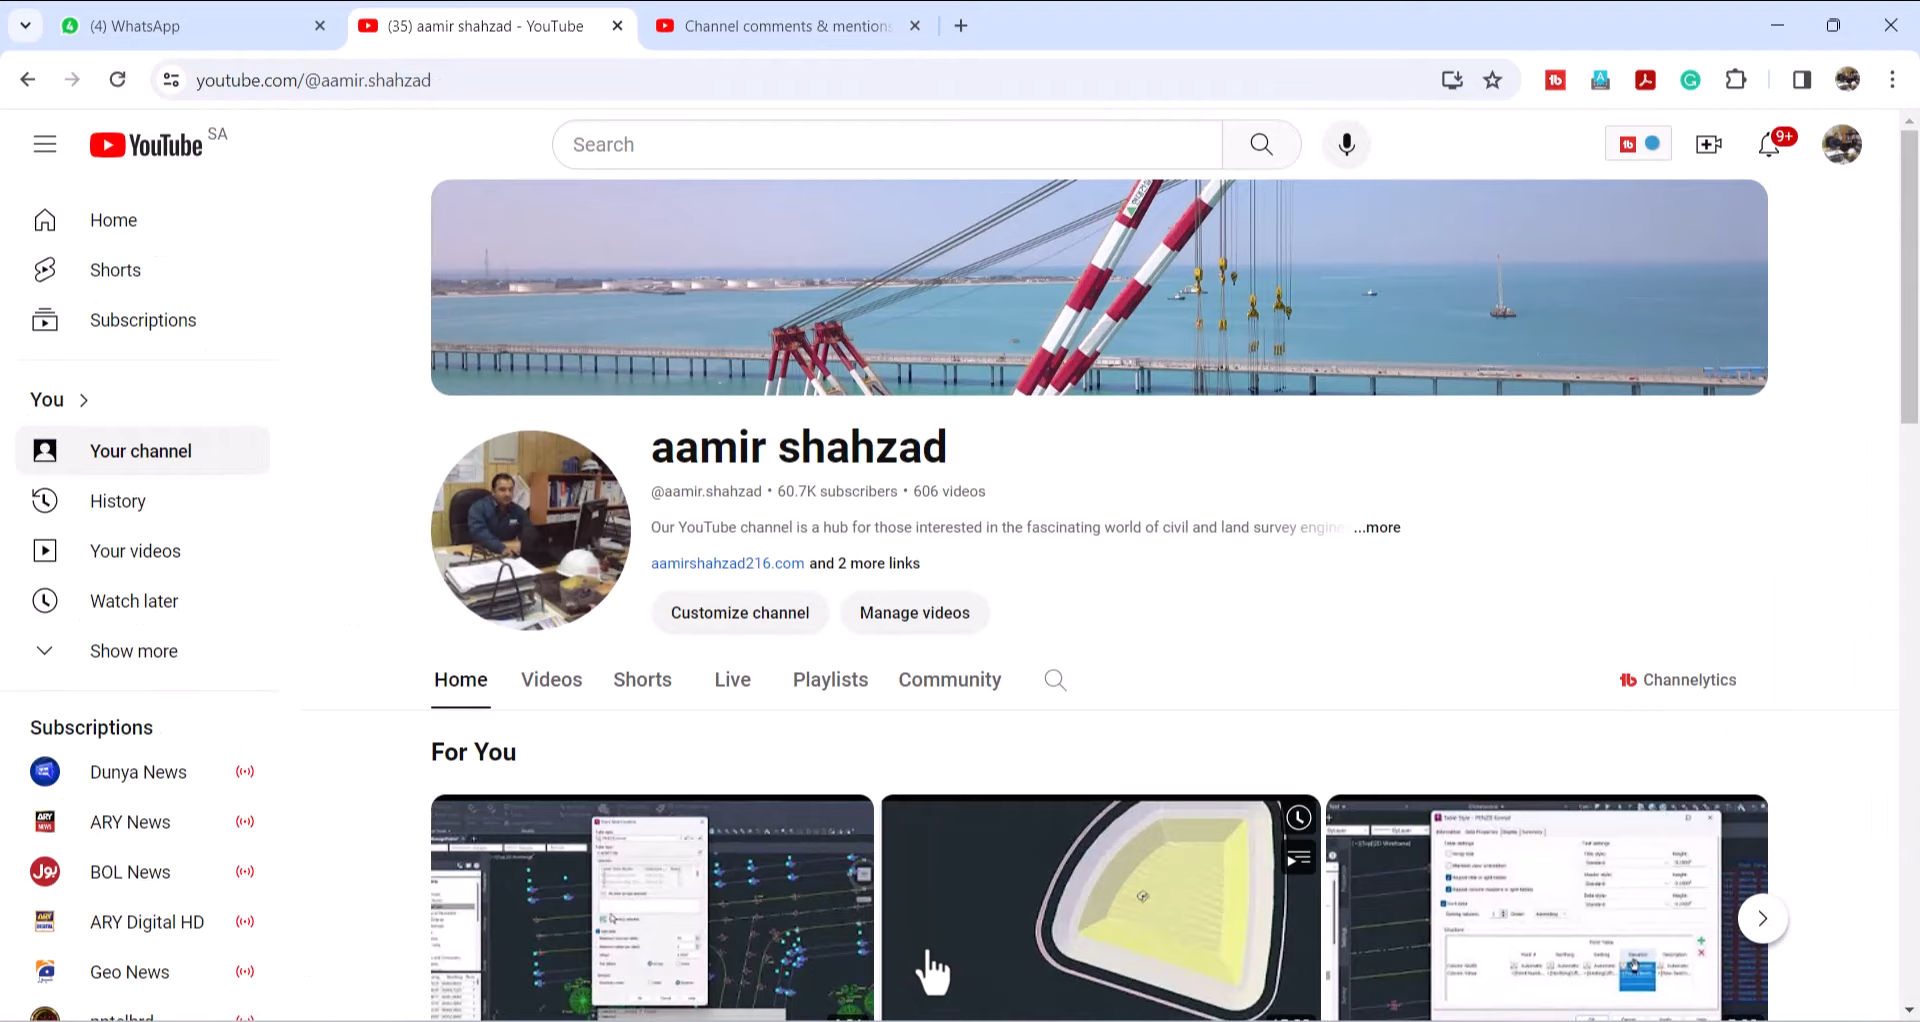 (4) WhatsApp
(35) aamir shahzad - YouTube
Channel comments & mentions
youtube.com/@aamir.shahzad
YouTube SA
Search
9+
Home
Shorts
Subscriptions
You
Your channel
History
Your videos
Watch later
Show more
Subscriptions
Dunya News
ARY News
BOL News
ARY Digital HD
Geo News
aamir shahzad
@aamir.shahzad • 60.7K subscribers • 606 videos
Our YouTube channel is a hub for those interested in the fascinating world of civil and land survey engine ...more
aamirshahzad216.com and 2 more links
Customize channel
Manage videos
Home
Videos
Shorts
Live
Playlists
Community
Channelytics
For You